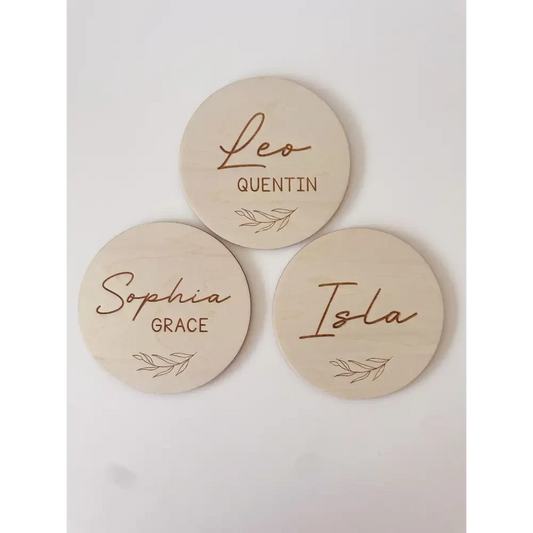 Leo
QUENTIN
Sophia
GRACE
Isla